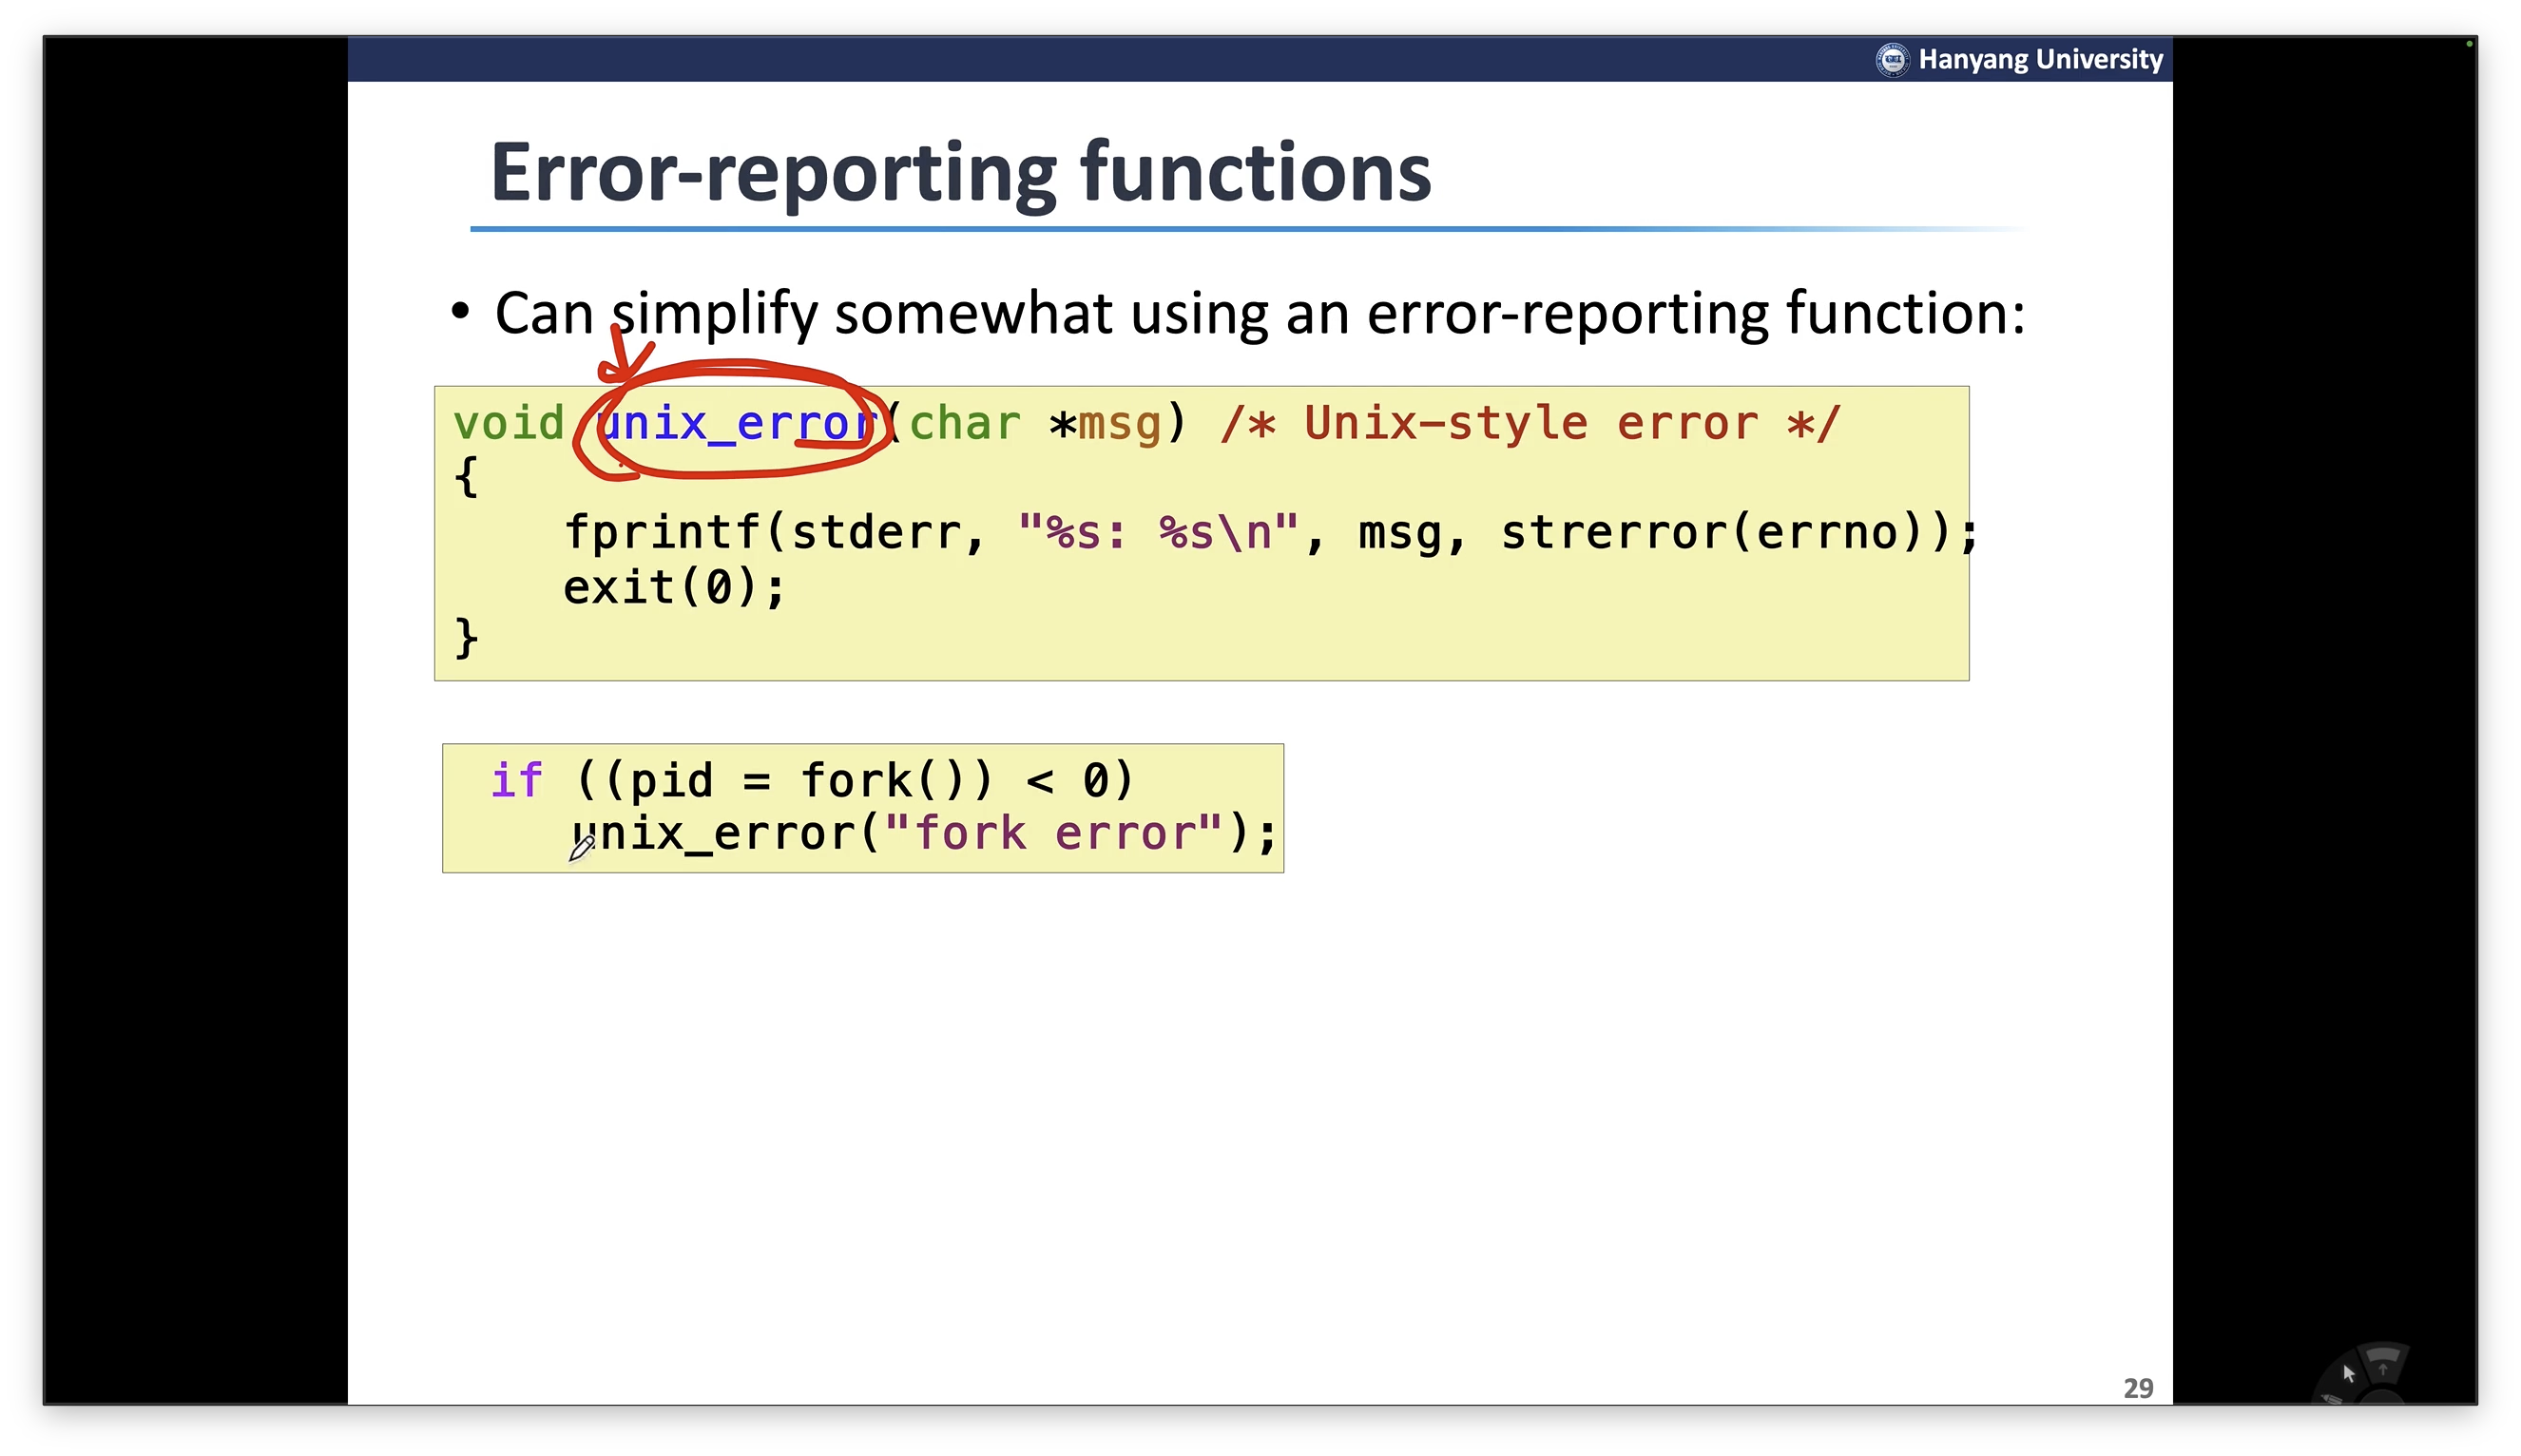 Hanyang University
Error-reporting functions
• Can simplify somewhat using an error-reporting function:
void unix_error(char *msg) /* Unix-style error */
{
    fprintf(stderr, "%s: %s\n", msg, strerror(errno));
    exit(0);
}
if ((pid = fork()) < 0)
    unix_error("fork error");
29